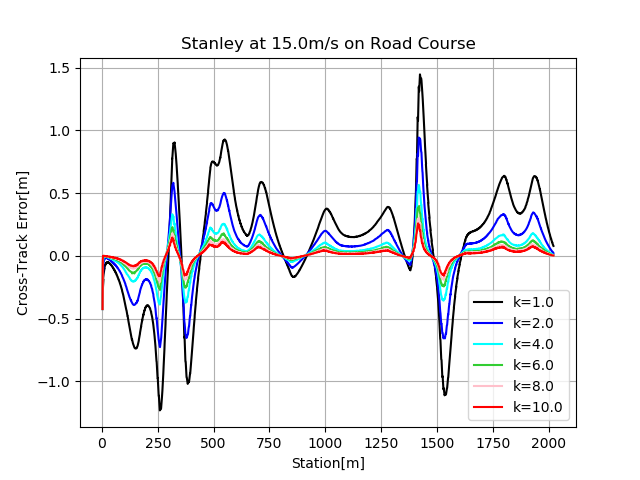 Stanley at 15.0m/s on Road Course
Cross-Track Error[m]
1.5
1.0
0.5
0.0
−0.5
−1.0
k=1.0
k=2.0
k=4.0
k=6.0
k=8.0
k=10.0
0 250 500 750 1000 1250 1500 1750 2000
Station[m]